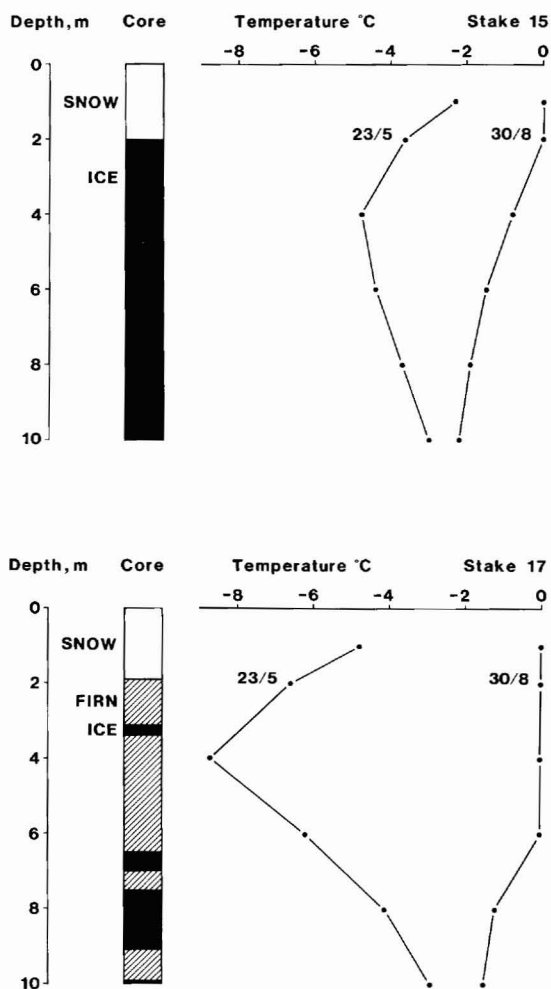 Depth, m Core Temperature °C Stake 15
-8 -6 -4 -2 0
0
SNOW
23/5 30/8
2
ICE
4
6
8
10
Depth, m Core Temperature °C Stake 17
-8 -6 -4 -2 0
0
SNOW
23/5 30/8
2
FIRN
ICE
4
6
8
10